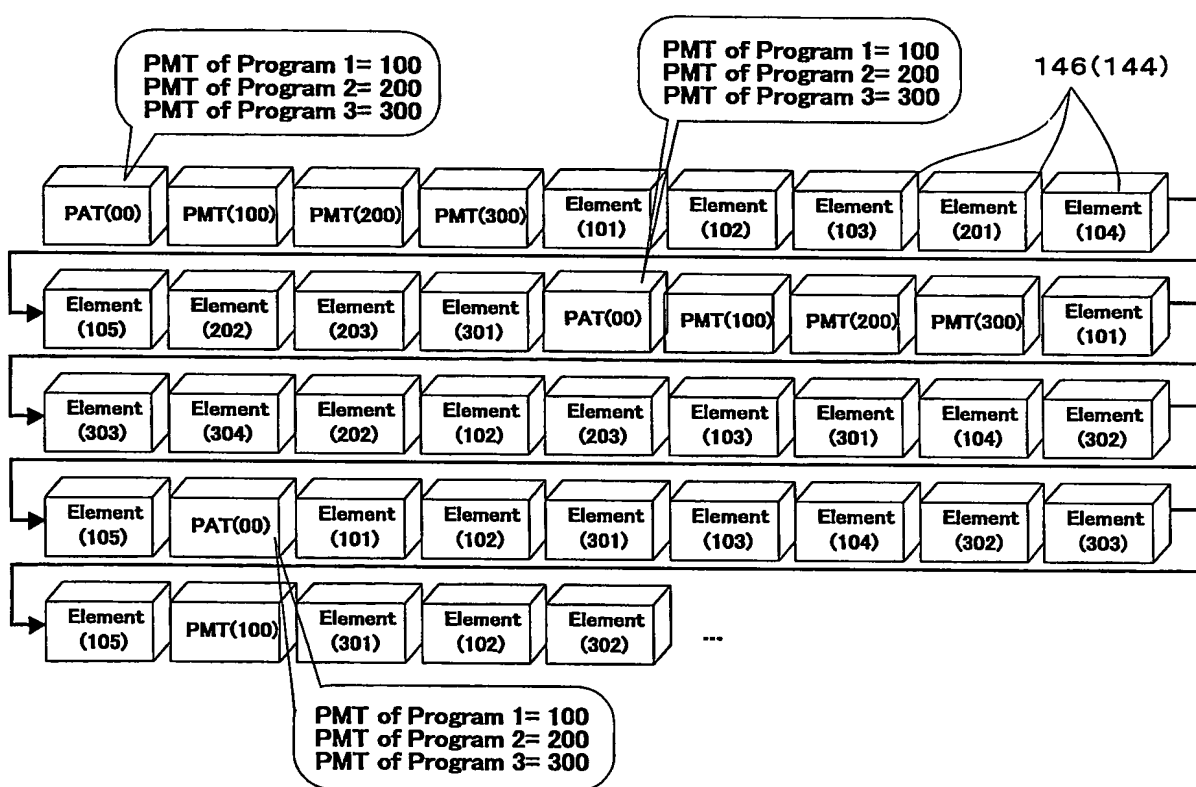 PMT of Program 1= 100
PMT of Program 2= 200
PMT of Program 3= 300
PMT of Program 1= 100
PMT of Program 2= 200
PMT of Program 3= 300
146(144)
PAT(00) PMT(100) PMT(200) PMT(300) Element (101) Element (102) Element (103) Element (201) Element (104)
Element (105) Element (202) Element (203) Element (301) PAT(00) PMT(100) PMT(200) PMT(300) Element (101)
Element (303) Element (304) Element (202) Element (102) Element (203) Element (103) Element (301) Element (104) Element (302)
Element (105) PAT(00) Element (101) Element (102) Element (301) Element (103) Element (104) Element (302) Element (303)
Element (105) PMT(100) Element (301) Element (102) Element (302) ...
PMT of Program 1= 100
PMT of Program 2= 200
PMT of Program 3= 300